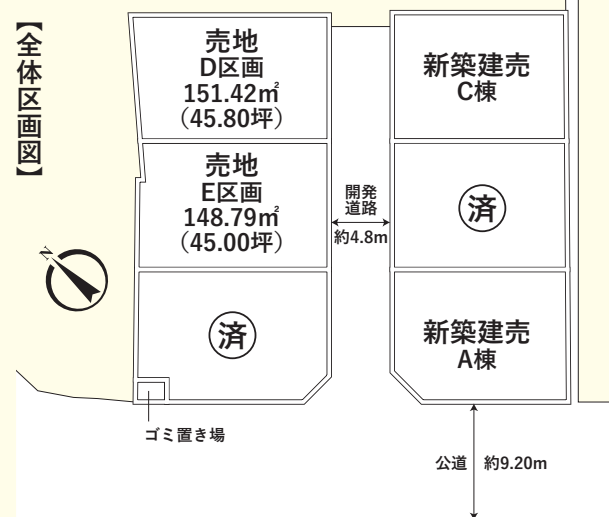 【全体区画図】
売地
D区画
151.42㎡
（45.80坪）
新築建売
C棟
売地
E区画
148.79㎡
（45.00坪）
開発
道路
約4.8m
済
N
済
新築建売
A棟
ゴミ置き場
公道 約9.20m